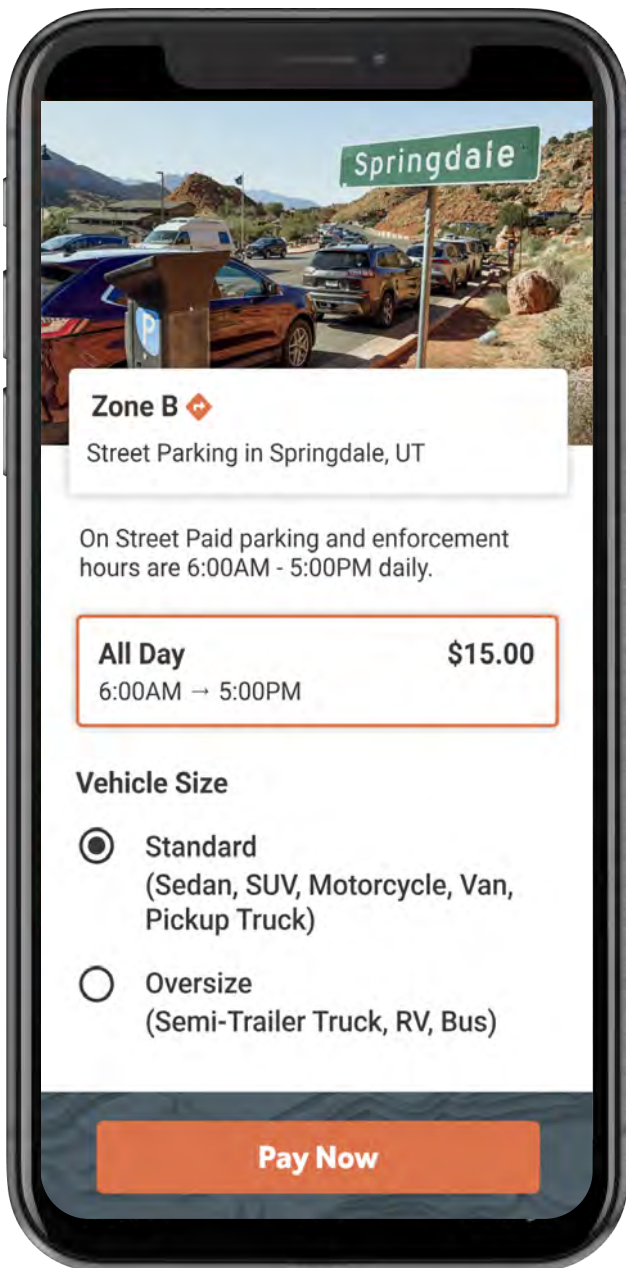 Springdale
P
Zone B
Street Parking in Springdale, UT
On Street Paid parking and enforcement
hours are 6:00AM - 5:00PM daily.
All Day $15.00
6:00AM → 5:00PM
Vehicle Size
Standard
(Sedan, SUV, Motorcycle, Van,
Pickup Truck)
Oversize
(Semi-Trailer Truck, RV, Bus)
Pay Now